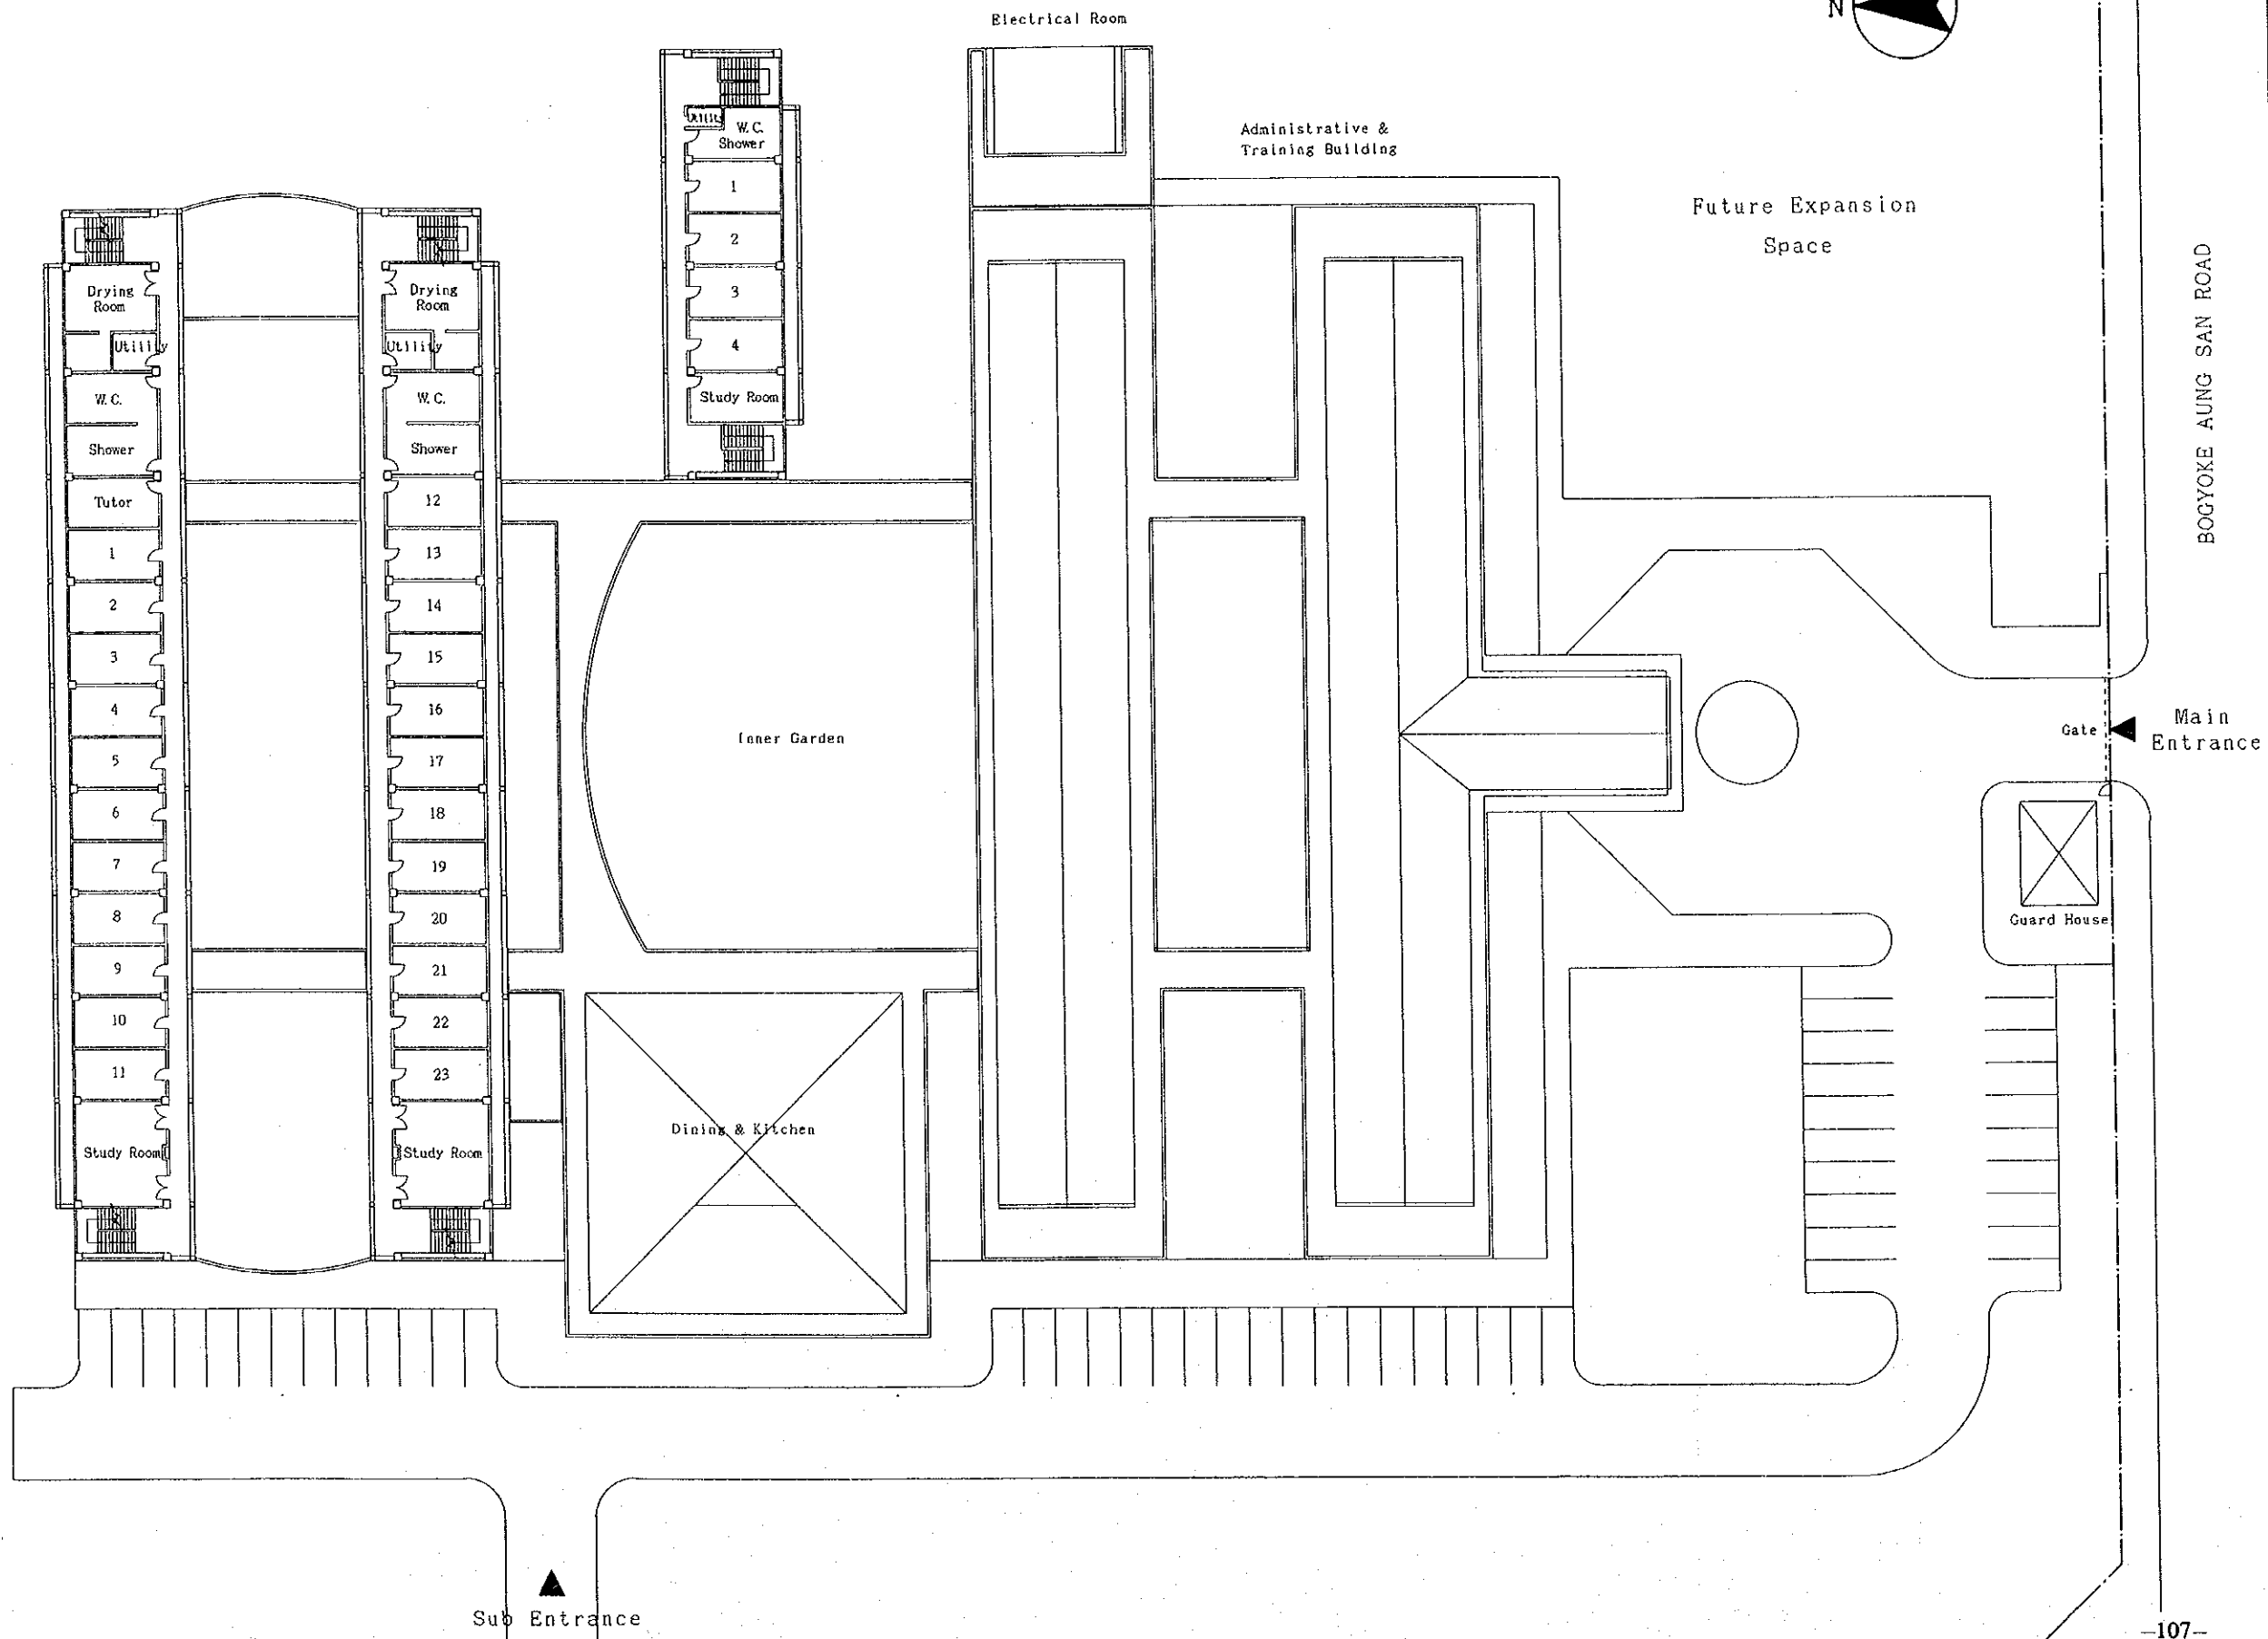 Electrical Room
N
Administrative &
Training Building
Future Expansion
Space
BOGYOKE AUNG SAN ROAD
Utility
W.C.
Shower
1
2
3
4
Study Room
Drying
Room
Utility
W.C.
Shower
Tutor
1
2
3
4
5
6
7
8
9
10
11
Study Room
Drying
Room
Utility
W.C.
Shower
12
13
14
15
16
17
18
19
20
21
22
23
Study Room
Inner Garden
Dining & Kitchen
Gate
Main
Entrance
Guard House
Sub Entrance
—107—